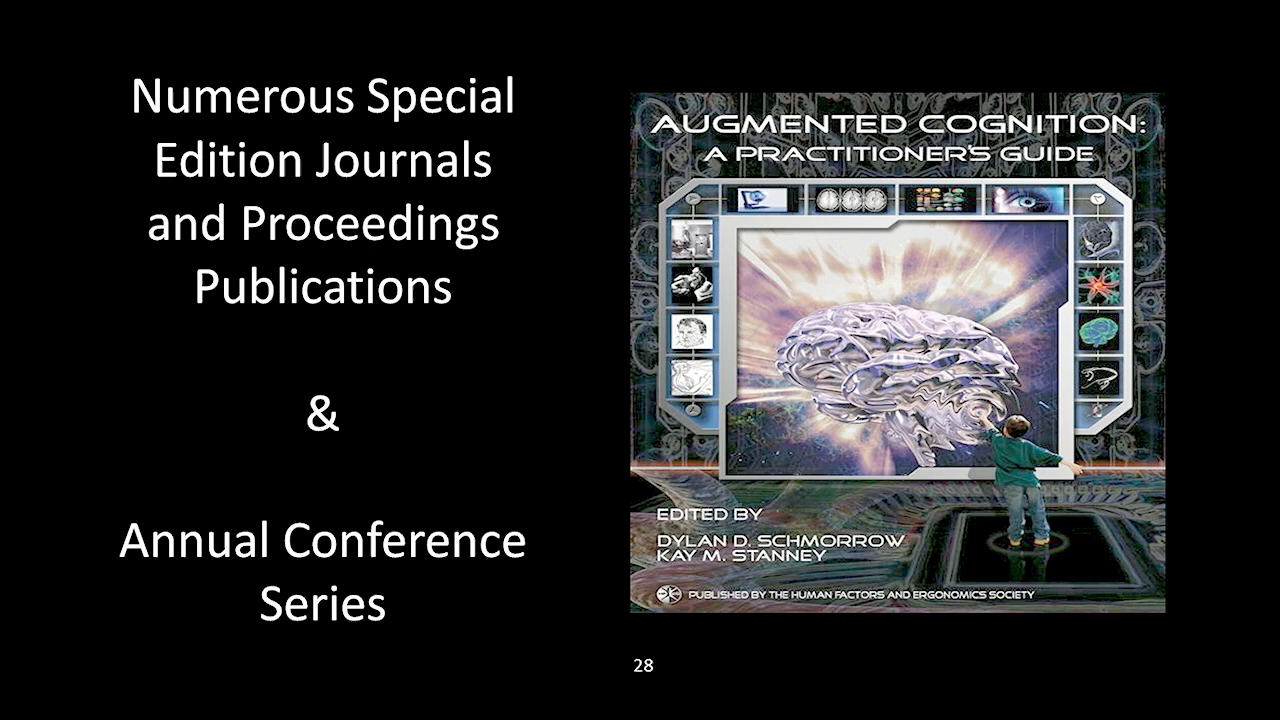 Numerous Special
Edition Journals
and Proceedings
Publications
&
Annual Conference
Series
AUGMENTED COGNITION:
A PRACTITIONER'S GUIDE
EDITED BY
DYLAN D. SCHMORROW
KAY M. STANNEY
PUBLISHED BY THE HUMAN FACTORS AND ERGONOMICS SOCIETY
28